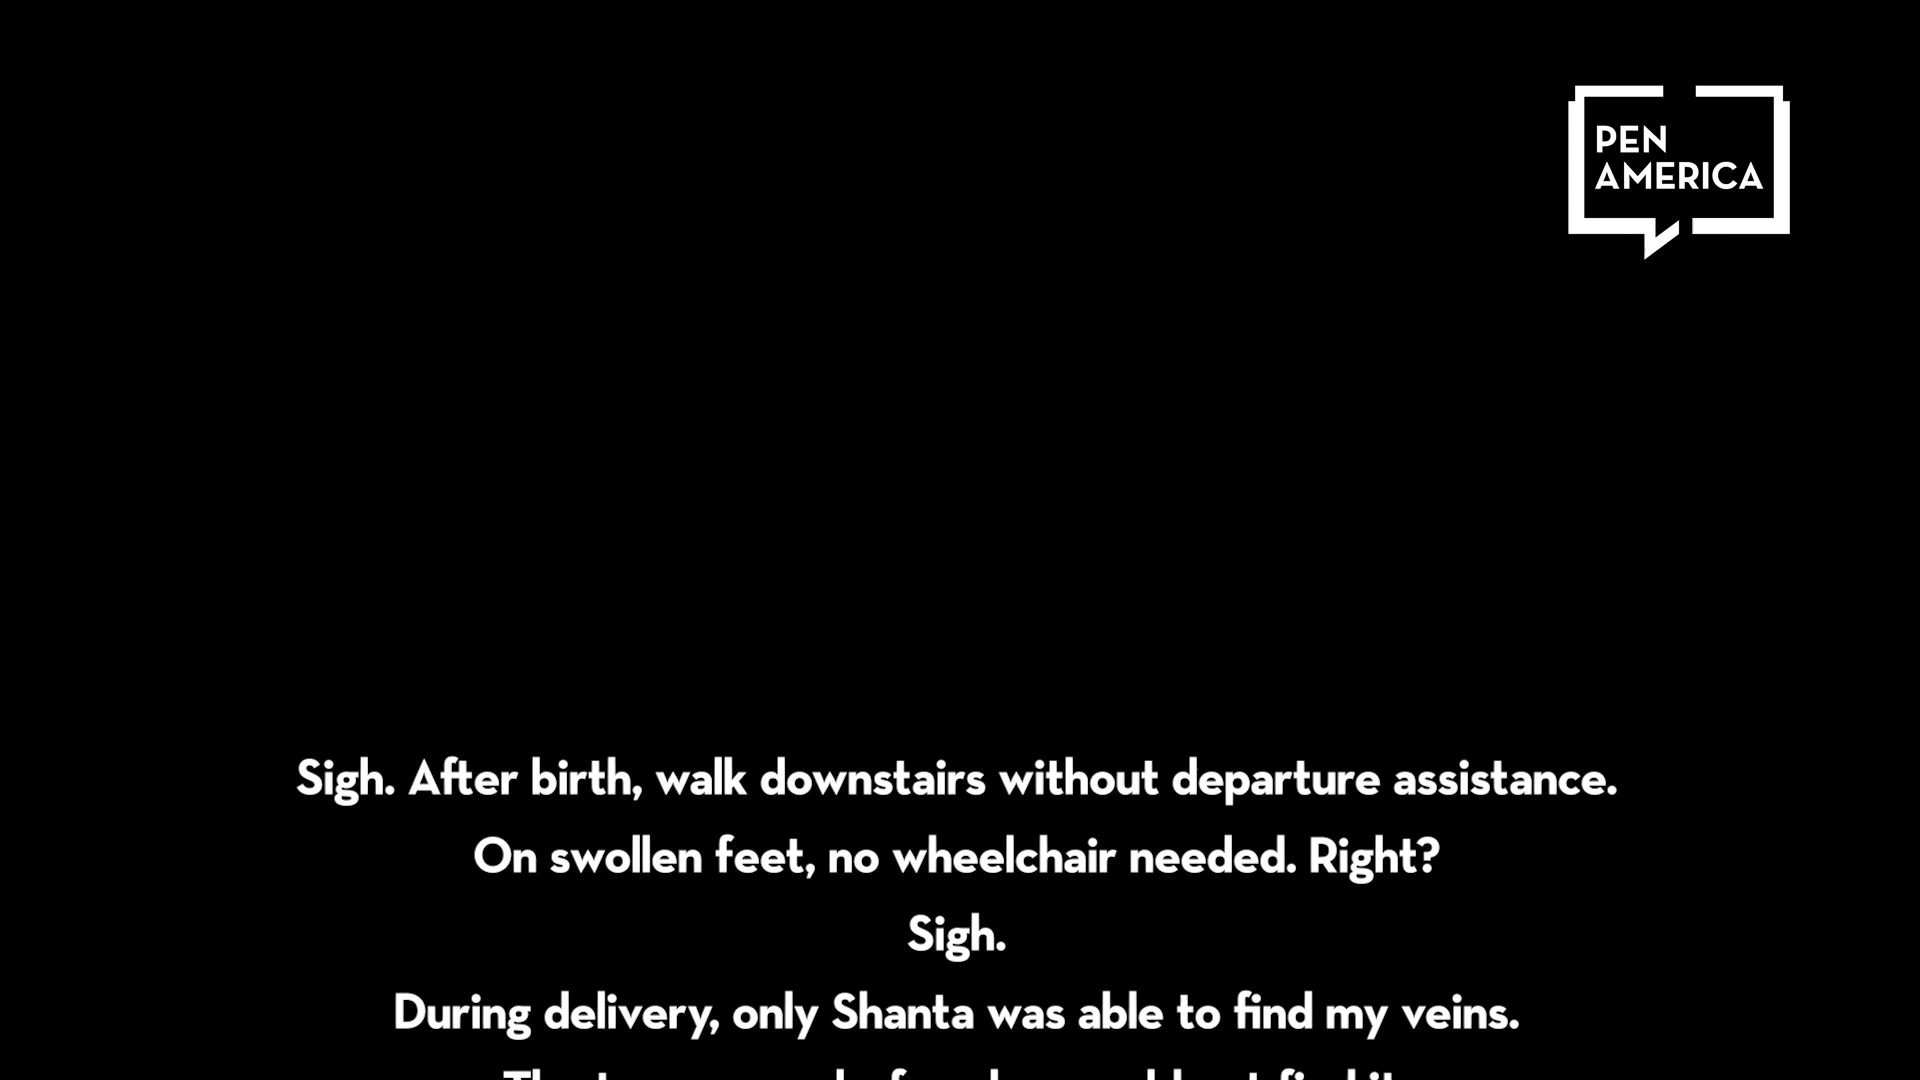 PEN
AMERICA
Sigh. After birth, walk downstairs without departure assistance.
On swollen feet, no wheelchair needed. Right?
Sigh.
During delivery, only Shanta was able to find my veins.